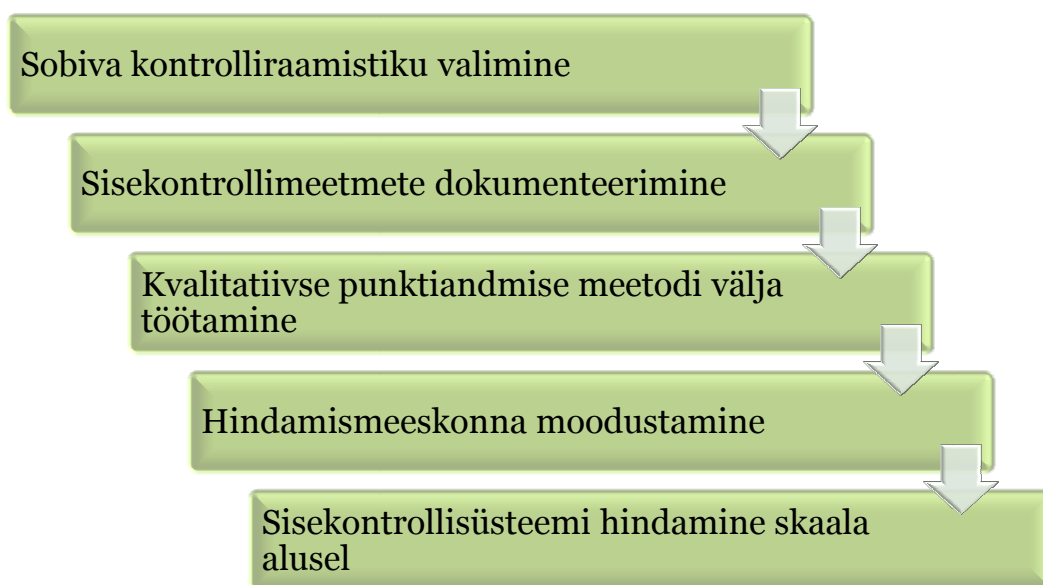 Sobiva kontrolliraamistiku valimine
Sisekontrollimeetmete dokumenteerimine
Kvalitatiivse punktiandmise meetodi välja
töötamine
Hindamismeeskonna moodustamine
Sisekontrollisüsteemi hindamine skaala
alusel